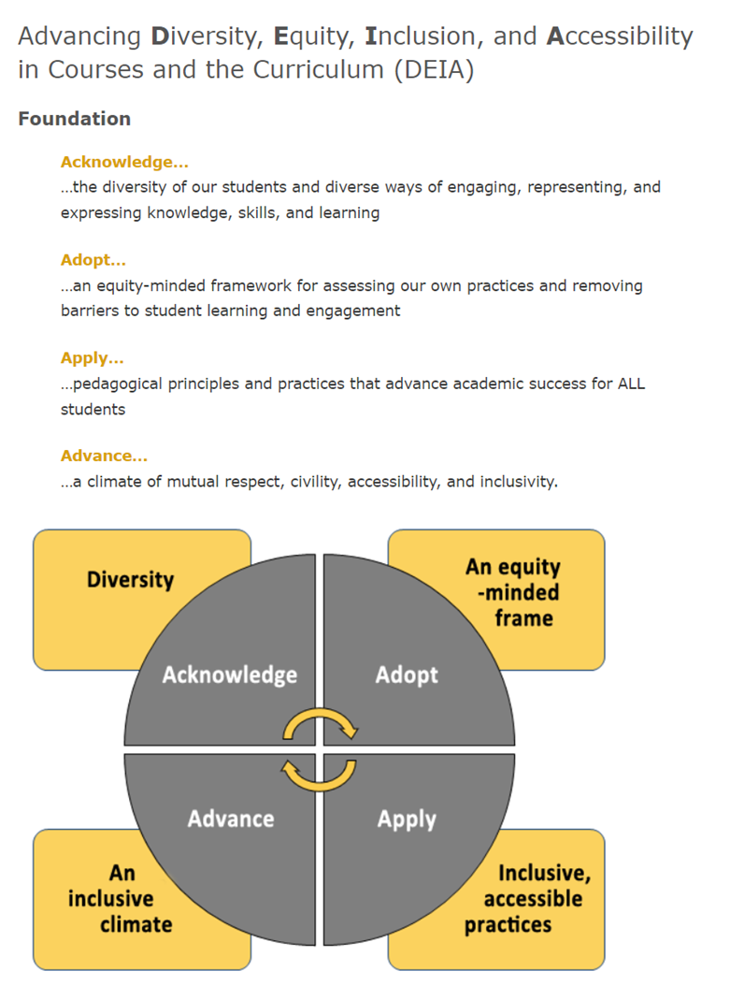 Advancing Diversity, Equity, Inclusion, and Accessibility
in Courses and the Curriculum (DEIA)
Foundation
Acknowledge...
...the diversity of our students and diverse ways of engaging, representing, and
expressing knowledge, skills, and learning
Adopt...
...an equity-minded framework for assessing our own practices and removing
barriers to student learning and engagement
Apply...
...pedagogical principles and practices that advance academic success for ALL
students
Advance...
...a climate of mutual respect, civility, accessibility, and inclusivity.
Diversity
An equity
-minded
frame
Acknowledge
Adopt
Advance
Apply
An
inclusive
climate
Inclusive,
accessible
practices